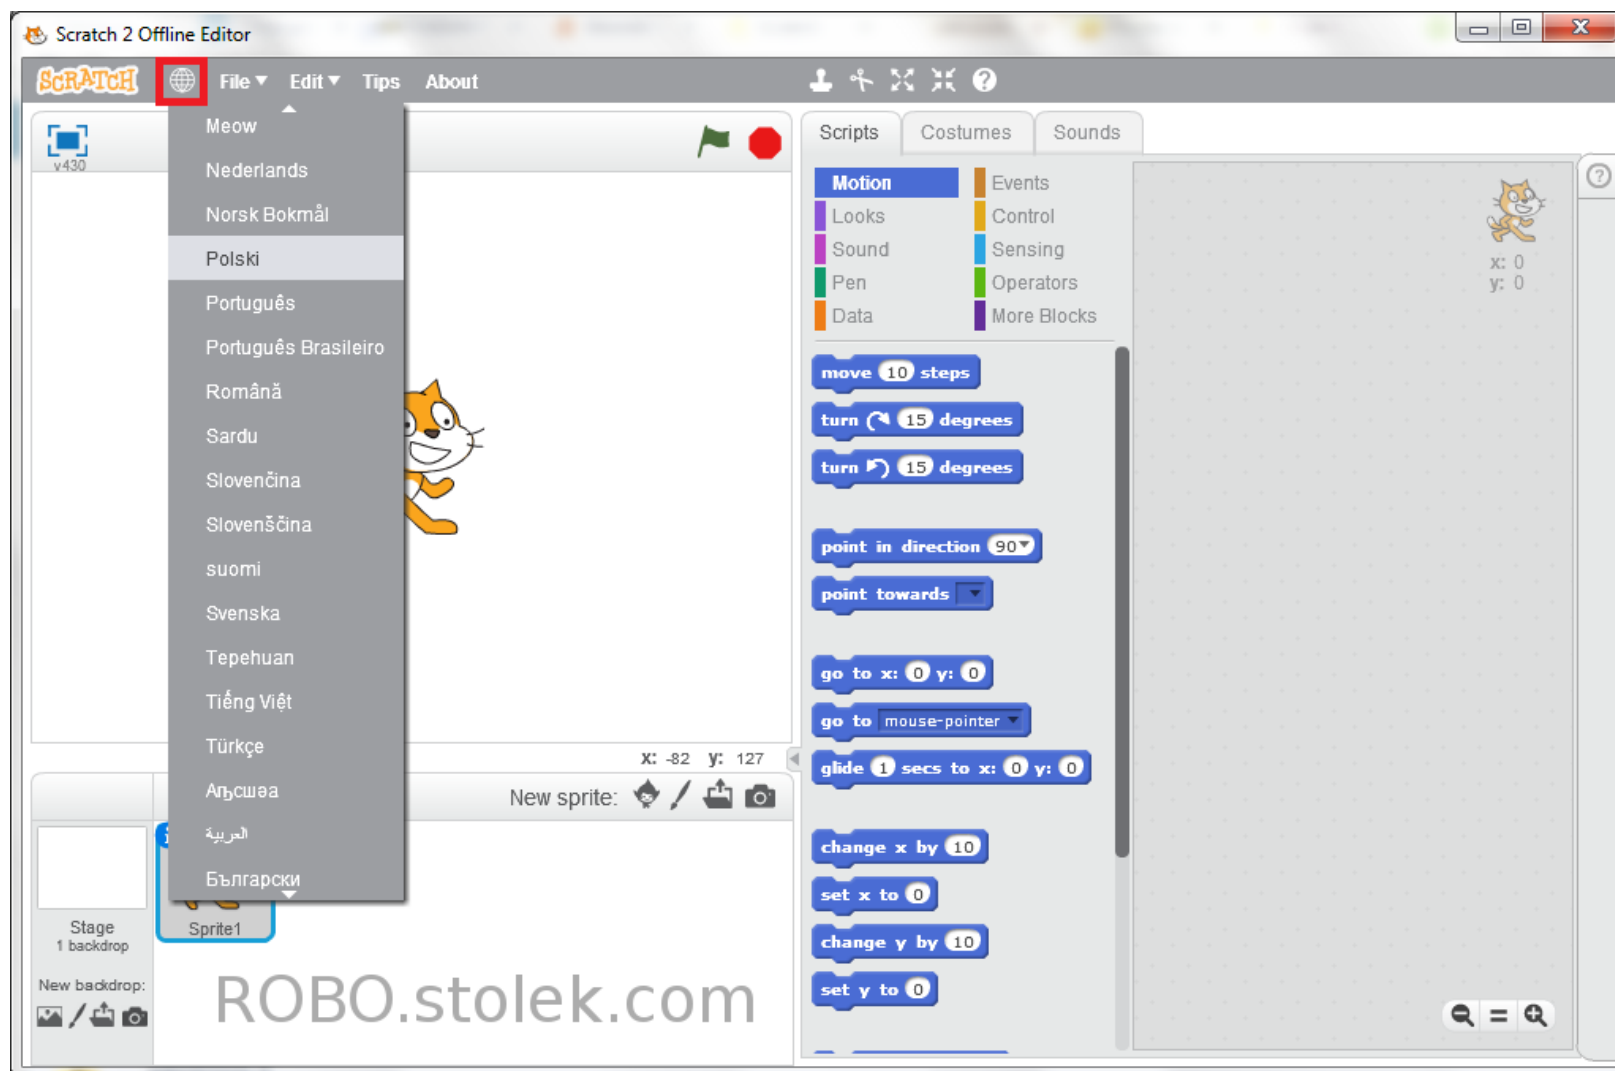 Scratch 2 Offline Editor
SCRATCH File Edit Tips About
v430
Meow
Nederlands
Norsk Bokmål
Polski
Português
Português Brasileiro
Română
Sardu
Slovenčina
Slovenščina
suomi
Svenska
Tepehuan
Tiếng Việt
Türkçe
Аҧсшәа
العربية
Български
X: -82 y: 127
New sprite:
Stage
1 backdrop
New backdrop:
Sprite1
ROBO.stolek.com
Scripts Costumes Sounds
Motion Events
Looks Control
Sound Sensing
Pen Operators
Data More Blocks
move 10 steps
turn 15 degrees
turn 15 degrees
point in direction 90
point towards
go to x: 0 y: 0
go to mouse-pointer
glide 1 secs to x: 0 y: 0
change x by 10
set x to 0
change y by 10
set y to 0
x: 0
y: 0